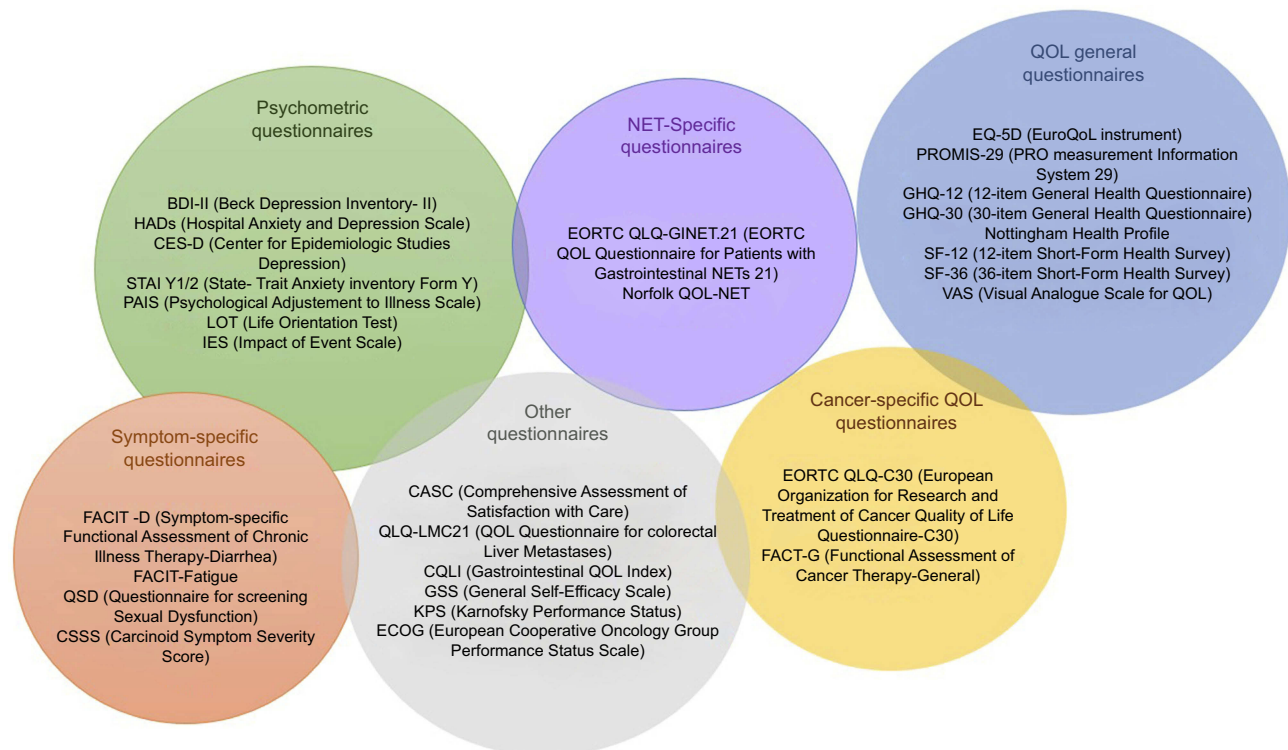 Psychometric
questionnaires
BDI-II (Beck Depression Inventory- II)
HADs (Hospital Anxiety and Depression Scale)
CES-D (Center for Epidemiologic Studies
Depression)
STAI Y1/2 (State- Trait Anxiety inventory Form Y)
PAIS (Psychological Adjustement to Illness Scale)
LOT (Life Orientation Test)
IES (Impact of Event Scale)
NET-Specific
questionnaires
EORTC QLQ-GINET.21 (EORTC
QOL Questionnaire for Patients with
Gastrointestinal NETs 21)
Norfolk QOL-NET
QOL general
questionnaires
EQ-5D (EuroQoL instrument)
PROMIS-29 (PRO measurement Information
System 29)
GHQ-12 (12-item General Health Questionnaire)
GHQ-30 (30-item General Health Questionnaire)
Nottingham Health Profile
SF-12 (12-item Short-Form Health Survey)
SF-36 (36-item Short-Form Health Survey)
VAS (Visual Analogue Scale for QOL)
Symptom-specific
questionnaires
FACIT -D (Symptom-specific
Functional Assessment of Chronic
Illness Therapy-Diarrhea)
FACIT-Fatigue
QSD (Questionnaire for screening
Sexual Dysfunction)
CSSS (Carcinoid Symptom Severity
Score)
Other
questionnaires
CASC (Comprehensive Assessment of
Satisfaction with Care)
QLQ-LMC21 (QOL Questionnaire for colorectal
Liver Metastases)
CQLI (Gastrointestinal QOL Index)
GSS (General Self-Efficacy Scale)
KPS (Karnofsky Performance Status)
ECOG (European Cooperative Oncology Group
Performance Status Scale)
Cancer-specific QOL
questionnaires
EORTC QLQ-C30 (European
Organization for Research and
Treatment of Cancer Quality of Life
Questionnaire-C30)
FACT-G (Functional Assessment of
Cancer Therapy-General)